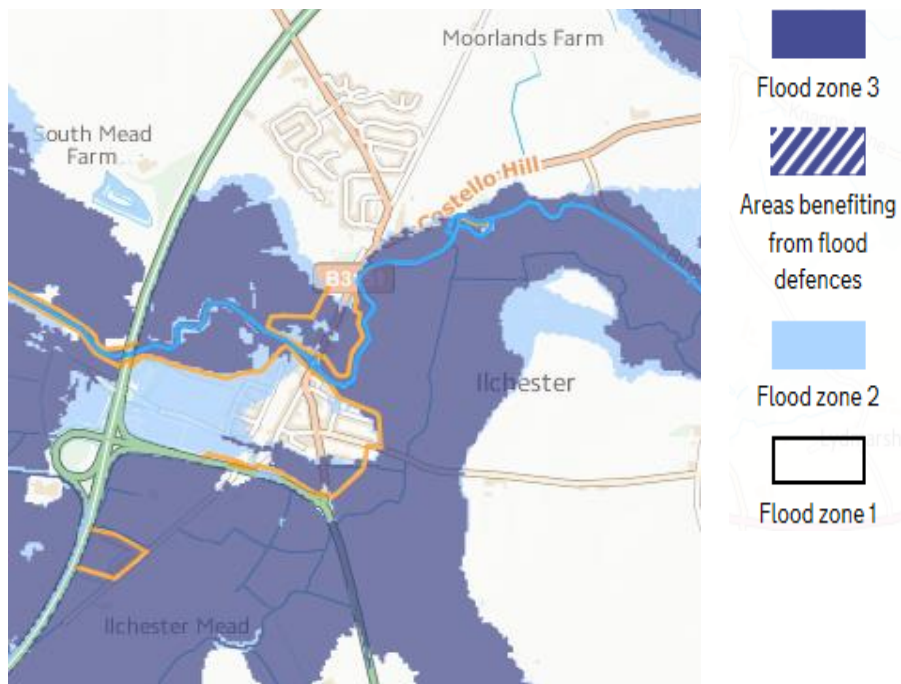 Moorlands Farm
South Mead
Farm
Costello Hill
Ilchester
Ilchester Mead
Flood zone 3
Areas benefiting
from flood
defences
Flood zone 2
Flood zone 1